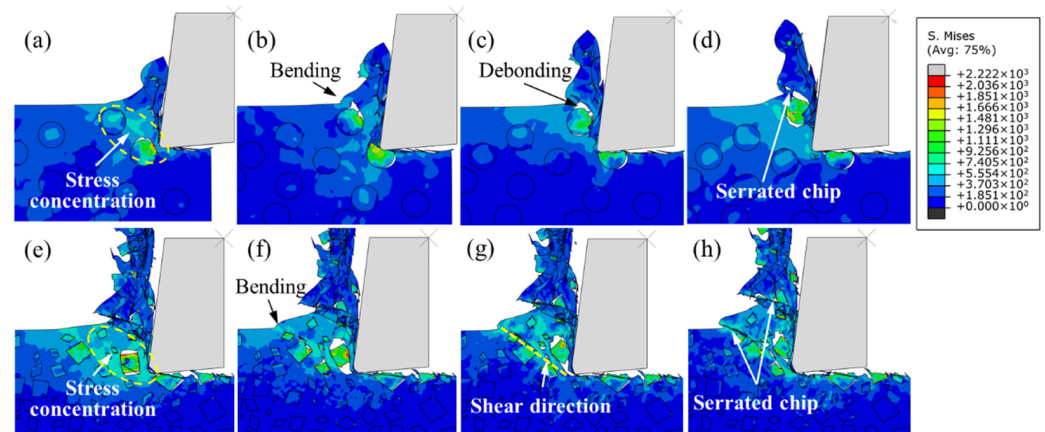 (a)
(b)
(c)
(d)
Bending
Debonding
Stress
concentration
Serrated chip
S. Mises
(Avg: 75%)
+2.222×10³
+2.036×10³
+1.851×10³
+1.666×10³
+1.481×10³
+1.296×10³
+1.111×10³
+9.256×10²
+7.405×10²
+5.554×10²
+3.703×10²
+1.851×10²
+0.000×10⁰
(e)
(f)
(g)
(h)
Bending
Stress
concentration
Shear direction
Serrated chip